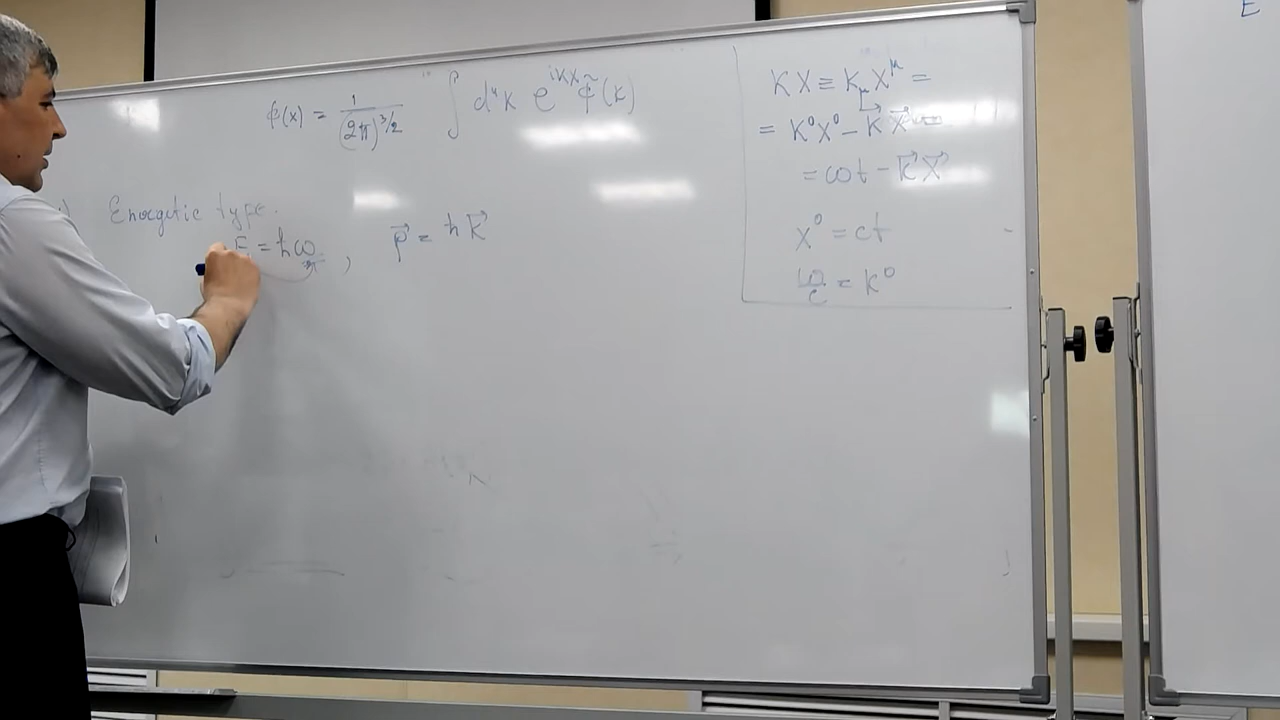 φ(x) = 1/(2π)^{3/2} ∫ d⁴k e^{ikx} φ̃(k)
Energetic type.
E = ħω, p⃗ = ħk⃗
KX ≡ K_μ X^μ =
= K⁰X⁰ − K⃗ X⃗ =
= ωt − K⃗X⃗
X⁰ = ct
ω/c = K⁰
E